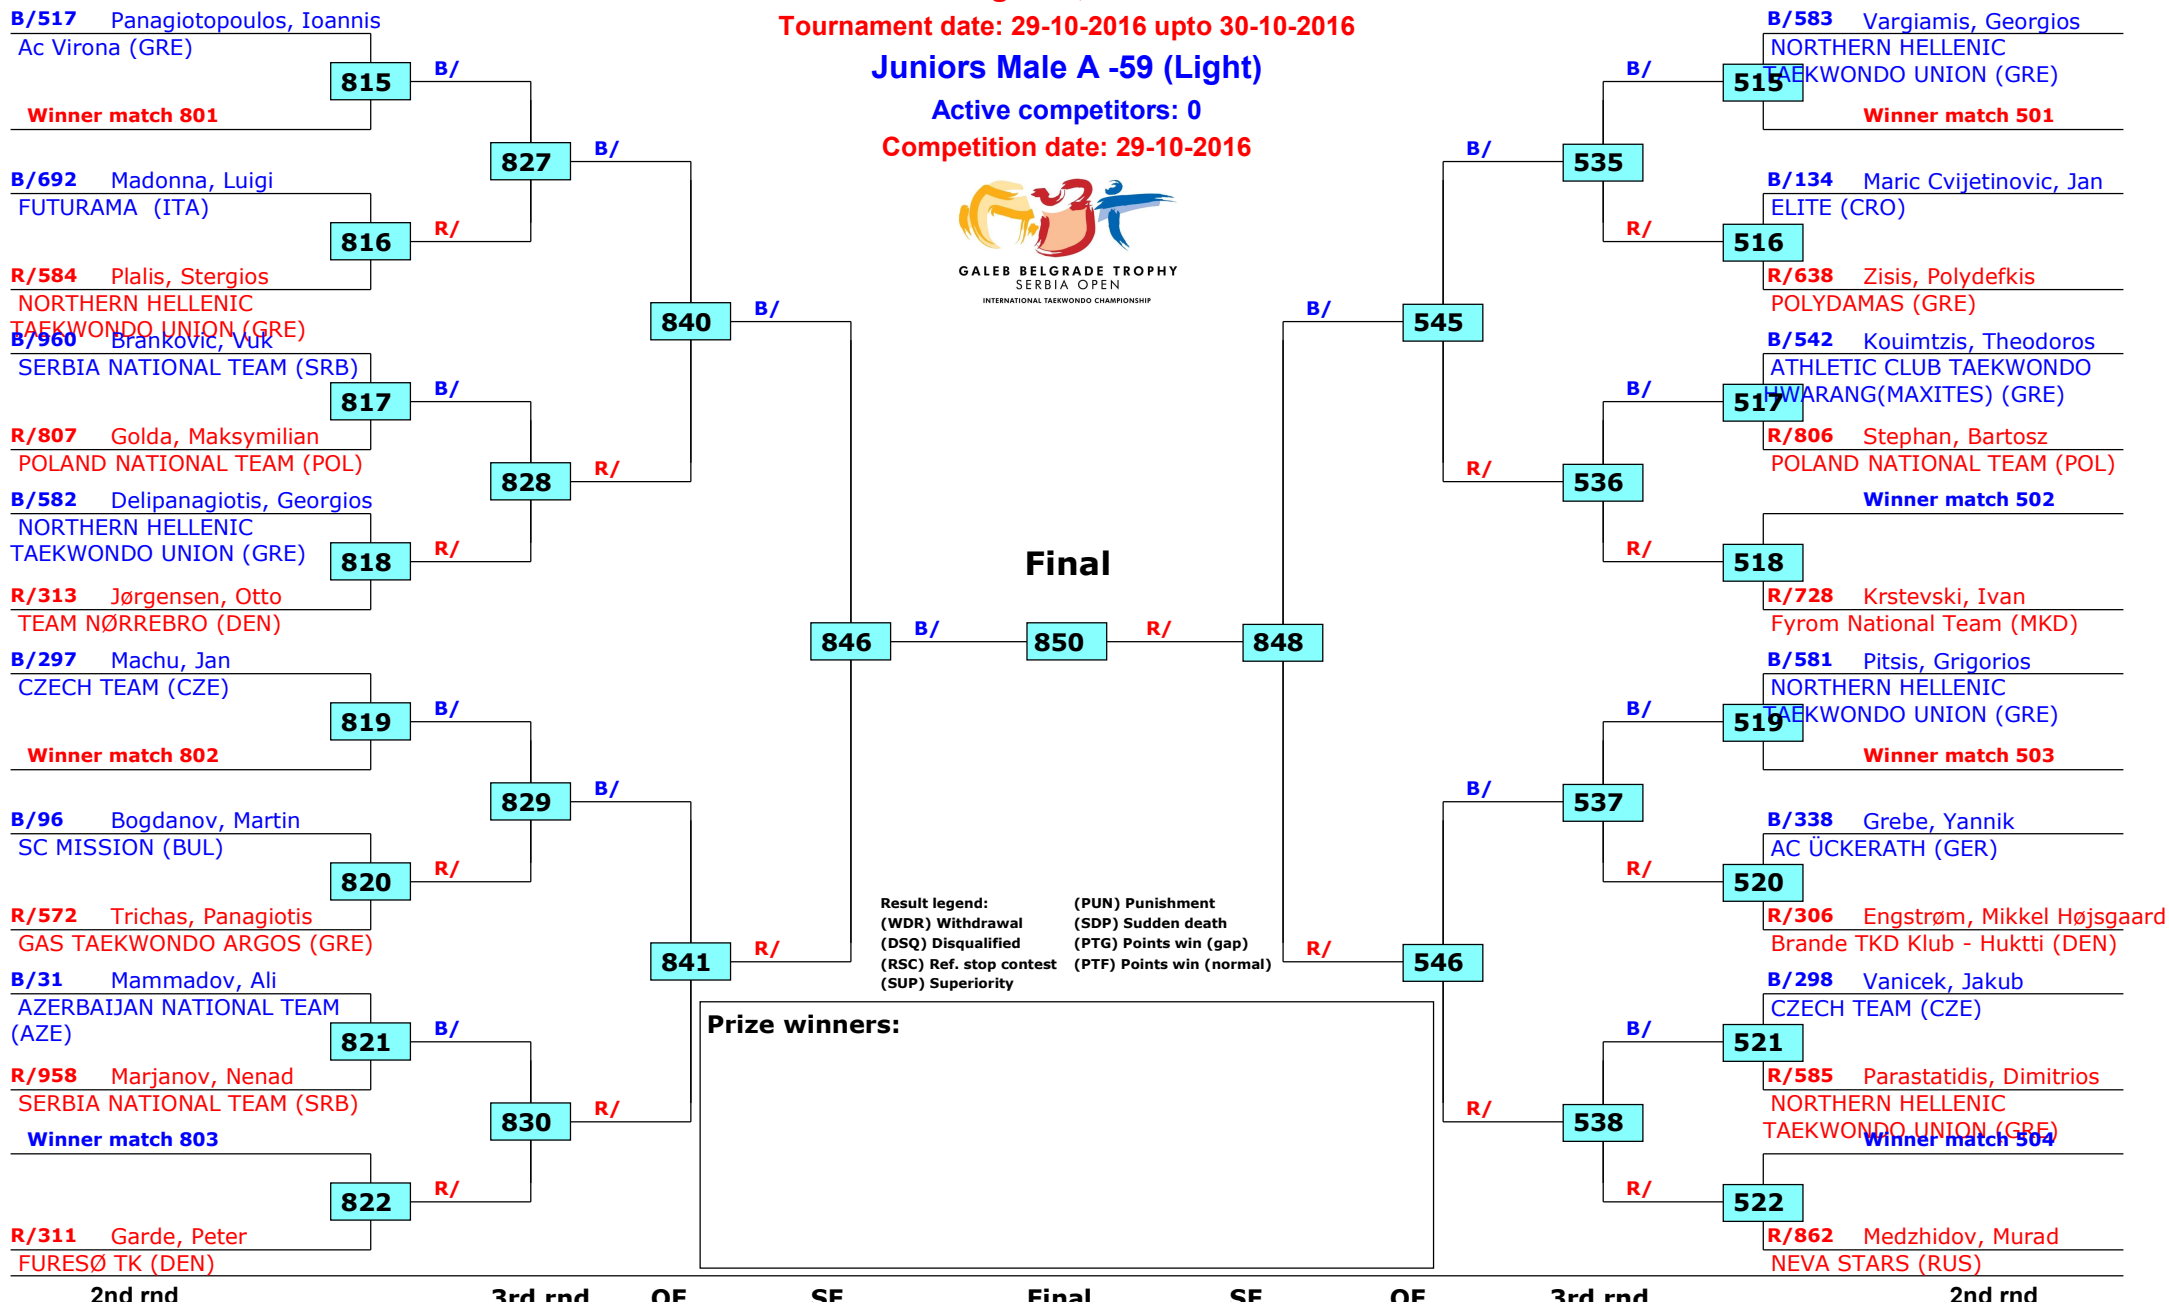 Tournament date: 29-10-2016 upto 30-10-2016
Juniors Male A -59 (Light)
Active competitors: 0
Competition date: 29-10-2016
GALEB BELGRADE TROPHY
SERBIA OPEN
INTERNATIONAL TAEKWONDO CHAMPIONSHIP
B/517 Panagiotopoulos, Ioannis
Ac Virona (GRE)
815
B/
Winner match 801
827
B/
B/692 Madonna, Luigi
FUTURAMA (ITA)
816
R/
R/584 Plalis, Stergios
NORTHERN HELLENIC
TAEKWONDO UNION (GRE)
840
B/
B/960 Brankovic, Vuk
SERBIA NATIONAL TEAM (SRB)
817
B/
R/807 Golda, Maksymilian
POLAND NATIONAL TEAM (POL)
828
R/
B/582 Delipanagiotis, Georgios
NORTHERN HELLENIC
TAEKWONDO UNION (GRE)
818
R/
R/313 Jørgensen, Otto
TEAM NØRREBRO (DEN)
846
B/
B/297 Machu, Jan
CZECH TEAM (CZE)
819
B/
Winner match 802
829
B/
B/96 Bogdanov, Martin
SC MISSION (BUL)
820
R/
R/572 Trichas, Panagiotis
GAS TAEKWONDO ARGOS (GRE)
841
R/
B/31 Mammadov, Ali
AZERBAIJAN NATIONAL TEAM
(AZE)
821
B/
R/958 Marjanov, Nenad
SERBIA NATIONAL TEAM (SRB)
830
R/
Winner match 803
822
R/
R/311 Garde, Peter
FURESØ TK (DEN)
Final
850
R/
848
Result legend:
(WDR) Withdrawal
(DSQ) Disqualified
(RSC) Ref. stop contest
(SUP) Superiority
(PUN) Punishment
(SDP) Sudden death
(PTG) Points win (gap)
(PTF) Points win (normal)
Prize winners:
B/583 Vargiamis, Georgios
NORTHERN HELLENIC
TAEKWONDO UNION (GRE)
B/
515
Winner match 501
B/
535
B/134 Maric Cvijetinovic, Jan
ELITE (CRO)
R/
516
R/638 Zisis, Polydefkis
POLYDAMAS (GRE)
B/
545
B/542 Kouimtzis, Theodoros
ATHLETIC CLUB TAEKWONDO
HWARANG(MAXITES) (GRE)
B/
517
R/806 Stephan, Bartosz
POLAND NATIONAL TEAM (POL)
R/
536
Winner match 502
R/
518
R/728 Krstevski, Ivan
Fyrom National Team (MKD)
B/581 Pitsis, Grigorios
NORTHERN HELLENIC
TAEKWONDO UNION (GRE)
B/
519
Winner match 503
B/
537
B/338 Grebe, Yannik
AC ÜCKERATH (GER)
R/
520
R/306 Engstrøm, Mikkel Højsgaard
Brande TKD Klub - Huktti (DEN)
R/
546
B/298 Vanicek, Jakub
CZECH TEAM (CZE)
B/
521
R/585 Parastatidis, Dimitrios
NORTHERN HELLENIC
TAEKWONDO UNION (GRE)
R/
538
Winner match 504
R/
522
R/862 Medzhidov, Murad
NEVA STARS (RUS)
2nd rnd 3rd rnd SF Final SF 3rd rnd 2nd rnd